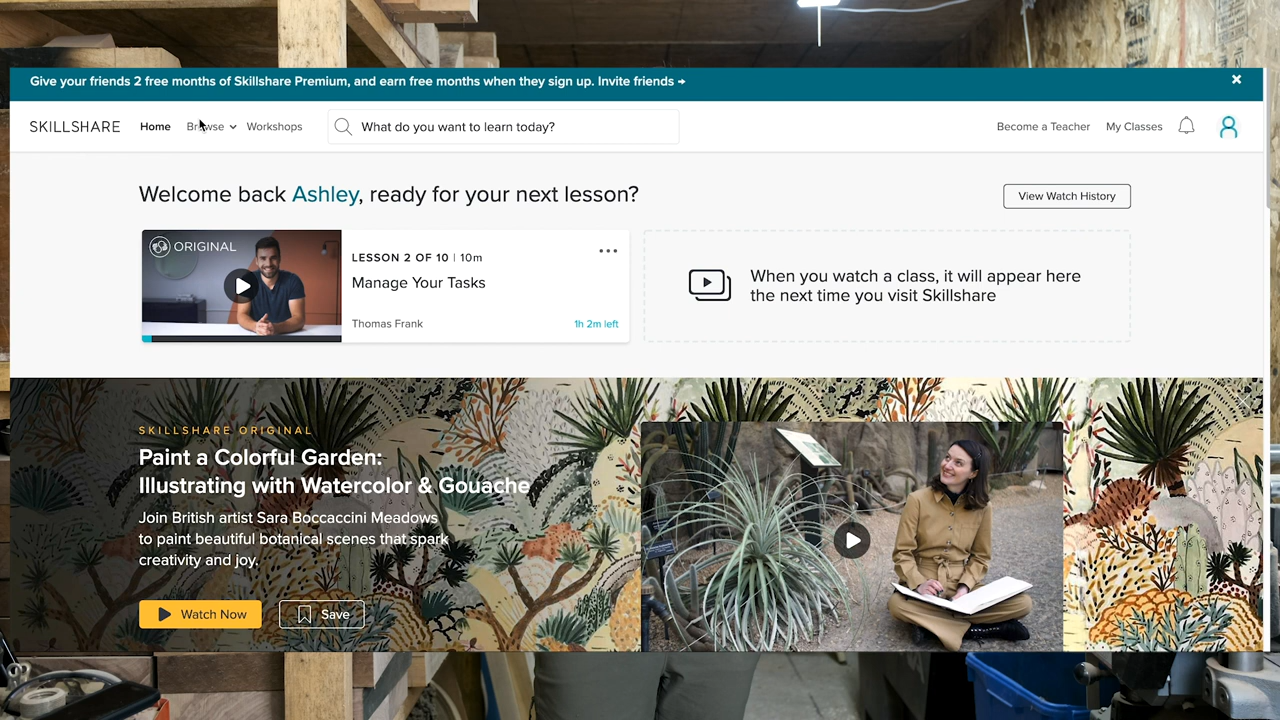 Give your friends 2 free months of Skillshare Premium, and earn free months when they sign up. Invite friends →
SKILLSHARE Home Browse Workshops What do you want to learn today? Become a Teacher My Classes
Welcome back Ashley, ready for your next lesson?
View Watch History
ORIGINAL
LESSON 2 OF 10 | 10m
Manage Your Tasks
Thomas Frank
1h 2m left
When you watch a class, it will appear here
the next time you visit Skillshare
SKILLSHARE ORIGINAL
Paint a Colorful Garden:
Illustrating with Watercolor & Gouache
Join British artist Sara Boccaccini Meadows
to paint beautiful botanical scenes that spark
creativity and joy.
Watch Now
Save